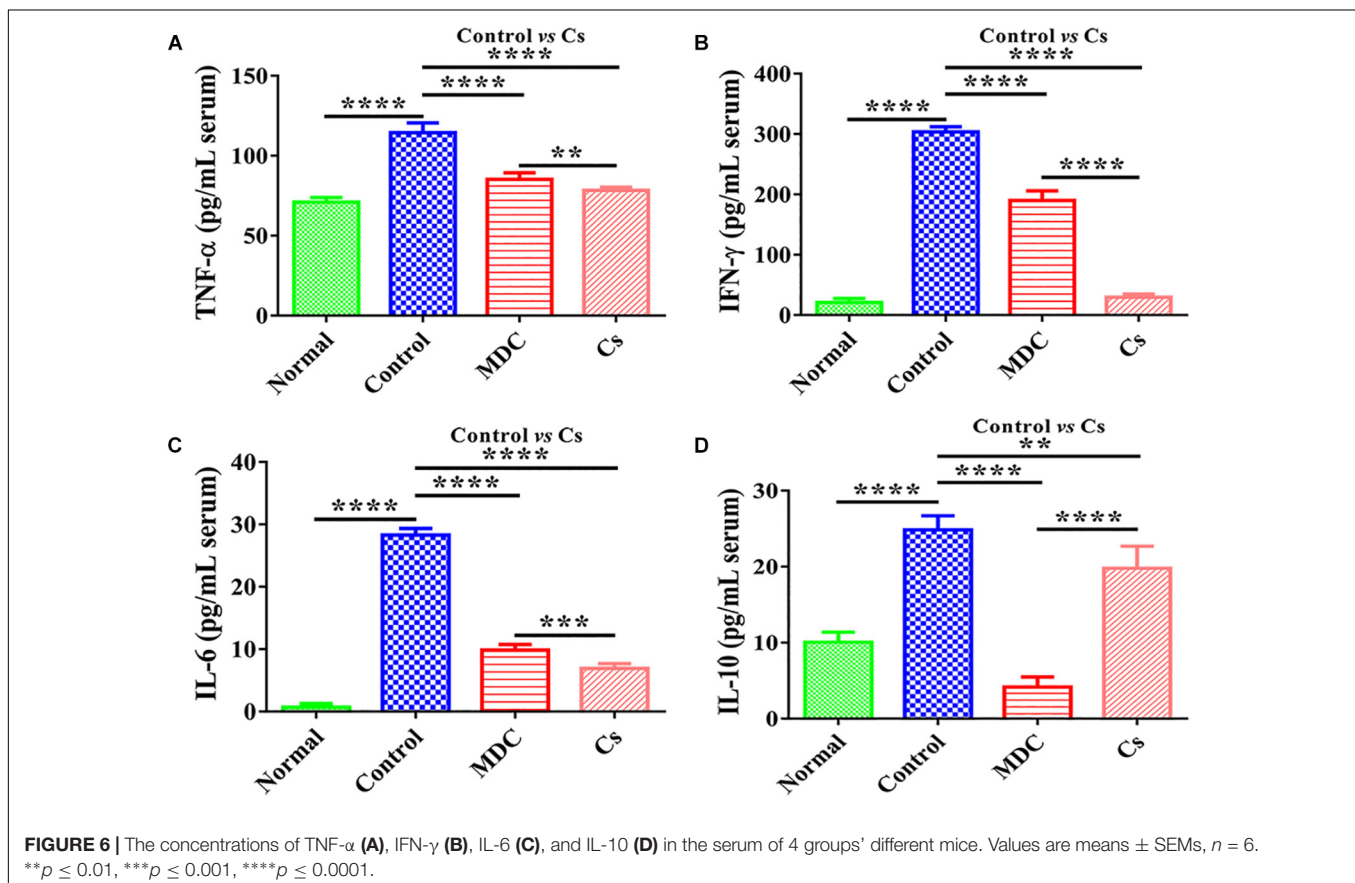 A
Control vs Cs
****
****
****
**
TNF-α (pg/mL serum)
150
100
50
0
Normal
Control
MDC
Cs
B
Control vs Cs
****
****
****
****
IFN-γ (pg/mL serum)
400
300
200
100
0
Normal
Control
MDC
Cs
C
Control vs Cs
****
****
****
***
IL-6 (pg/mL serum)
40
30
20
10
0
Normal
Control
MDC
Cs
D
Control vs Cs
**
****
****
****
IL-10 (pg/mL serum)
30
20
10
0
Normal
Control
MDC
Cs
FIGURE 6 | The concentrations of TNF-α (A), IFN-γ (B), IL-6 (C), and IL-10 (D) in the serum of 4 groups’ different mice. Values are means ± SEMs, n = 6.
**p ≤ 0.01, ***p ≤ 0.001, ****p ≤ 0.0001.